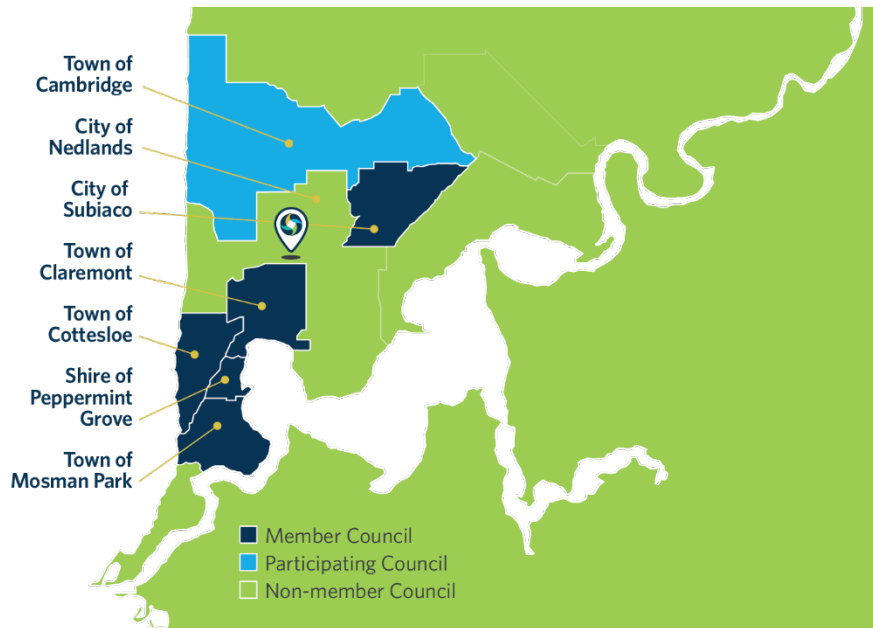 Town of
Cambridge
City of
Nedlands
City of
Subiaco
Town of
Claremont
Town of
Cottesloe
Shire of
Peppermint
Grove
Town of
Mosman Park
Member Council
Participating Council
Non-member Council